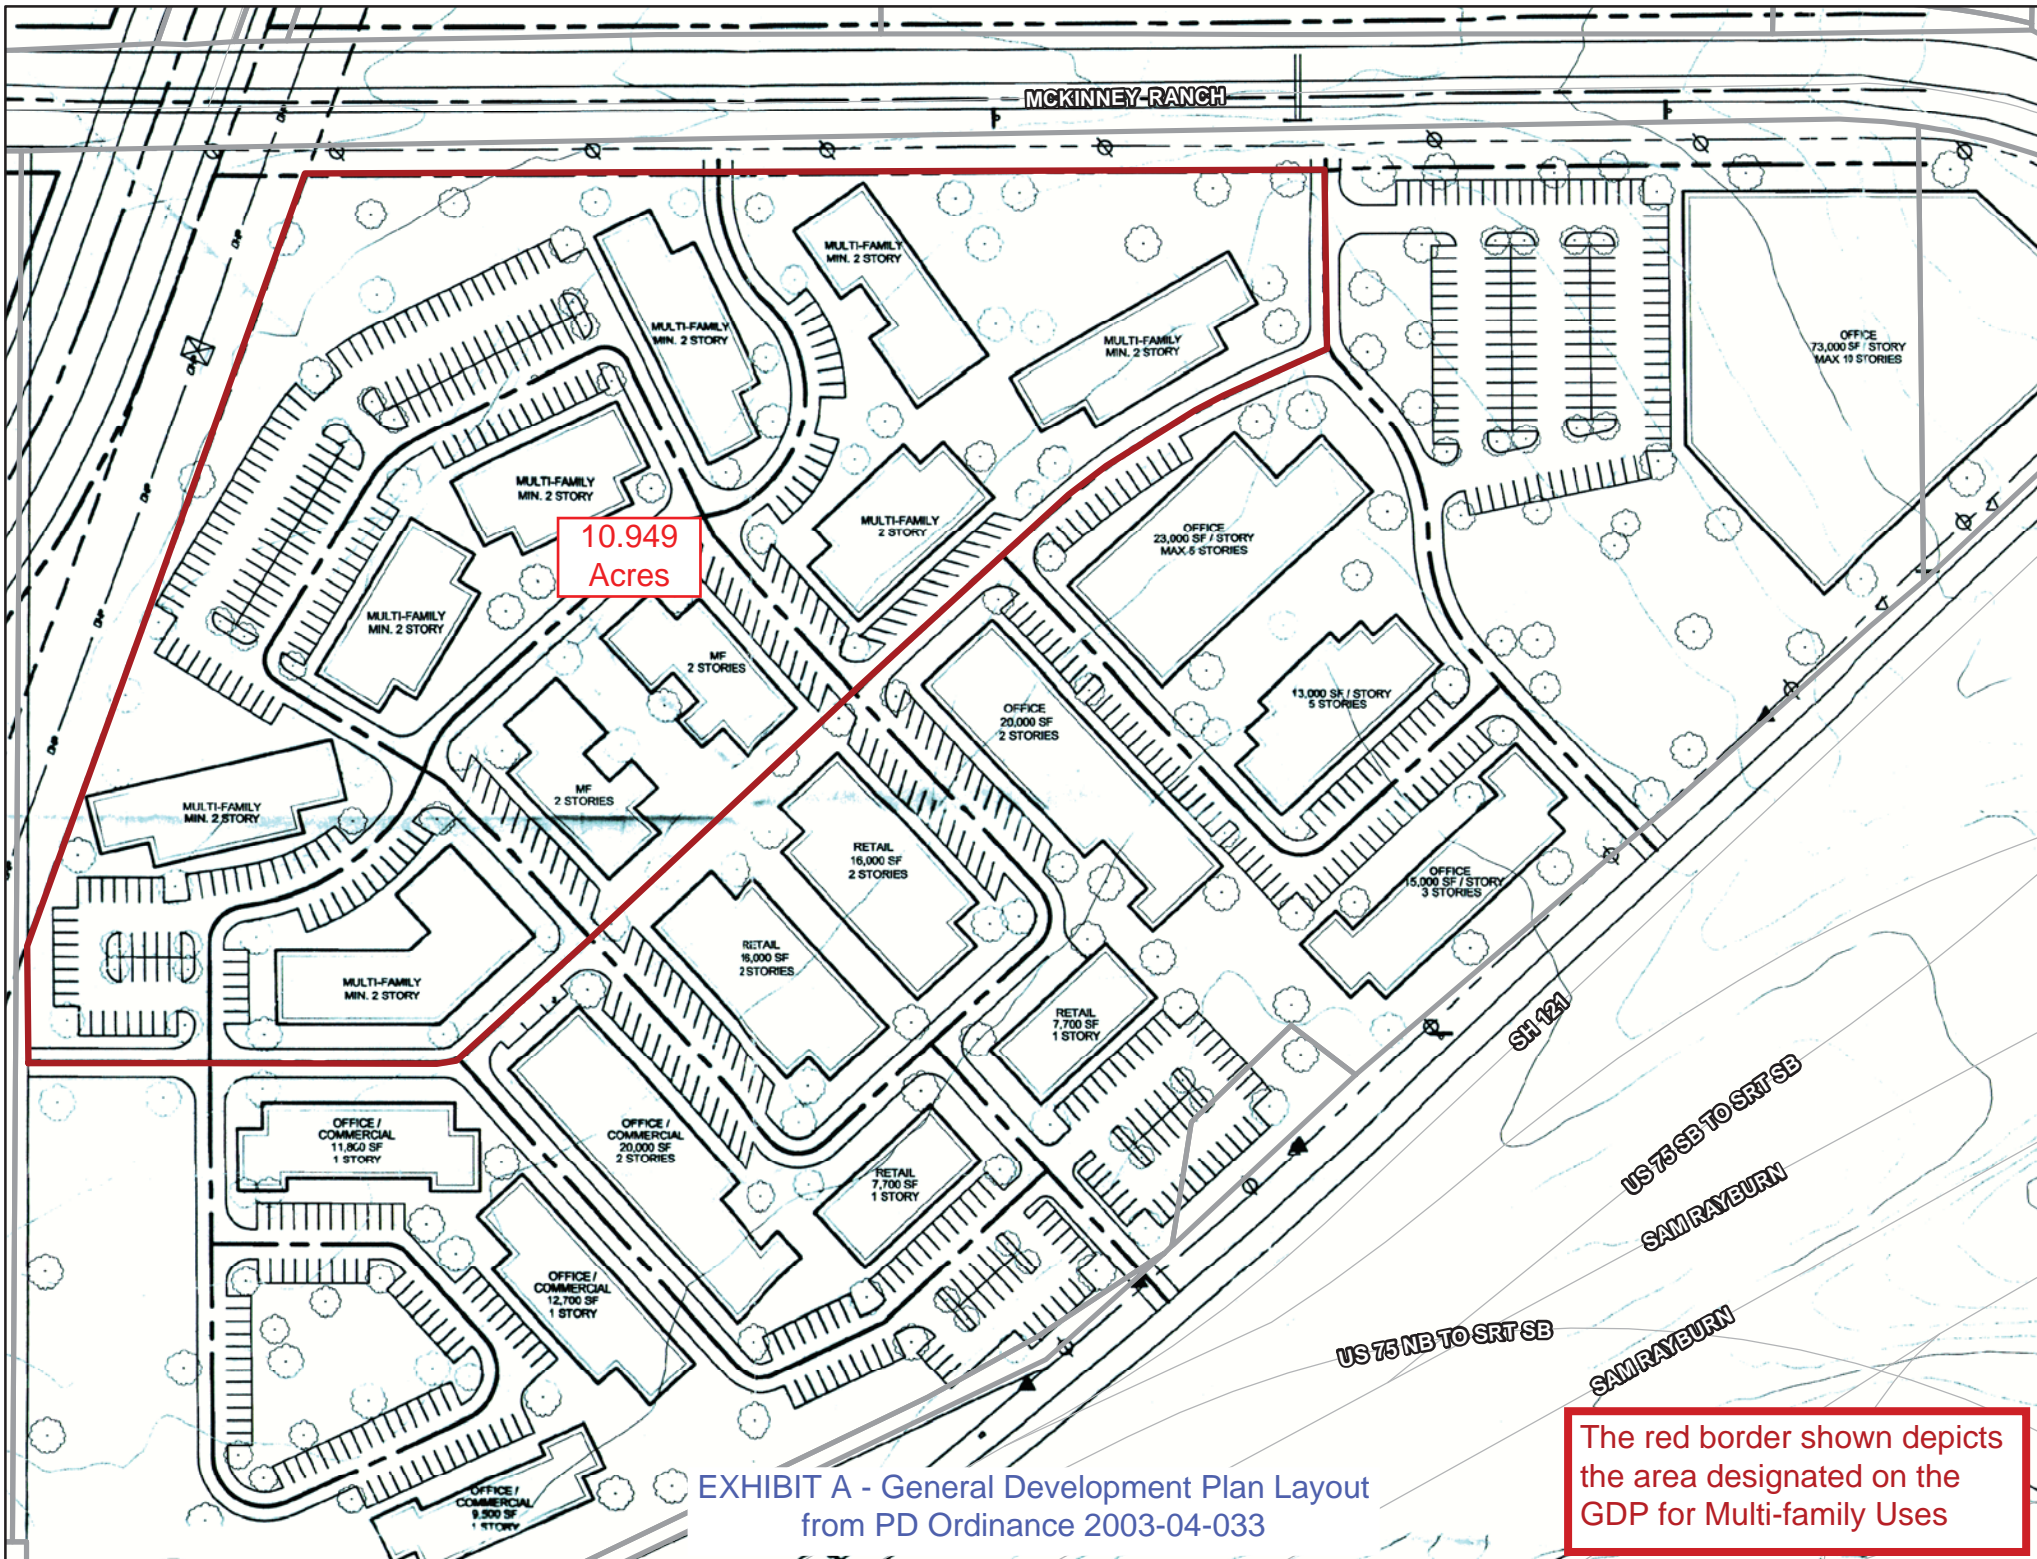 MCKINNEY RANCH
MULTI-FAMILY
MIN. 2 STORY
MULTI-FAMILY
MIN. 2 STORY
MULTI-FAMILY
MIN. 2 STORY
OFFICE
73,000 SF / STORY
MAX 10 STORIES
MULTI-FAMILY
MIN. 2 STORY
MULTI-FAMILY
2 STORY
OFFICE
23,000 SF / STORY
MAX 5 STORIES
10.949
Acres
MULTI-FAMILY
MIN. 2 STORY
MF
2 STORIES
13,000 SF / STORY
5 STORIES
OFFICE
20,000 SF
2 STORIES
MF
2 STORIES
MULTI-FAMILY
MIN. 2 STORY
RETAIL
16,000 SF
2 STORIES
OFFICE
15,000 SF / STORY
3 STORIES
RETAIL
16,000 SF
2 STORIES
MULTI-FAMILY
MIN. 2 STORY
RETAIL
7,700 SF
1 STORY
SH 121
US 75 SB TO SRT SB
OFFICE /
COMMERCIAL
11,800 SF
1 STORY
OFFICE /
COMMERCIAL
20,000 SF
2 STORIES
RETAIL
7,700 SF
1 STORY
SAM RAYBURN
OFFICE /
COMMERCIAL
12,700 SF
1 STORY
US 75 NB TO SRT SB
SAM RAYBURN
OFFICE /
COMMERCIAL
9,500 SF
1 STORY
EXHIBIT A - General Development Plan Layout
from PD Ordinance 2003-04-033
The red border shown depicts
the area designated on the
GDP for Multi-family Uses